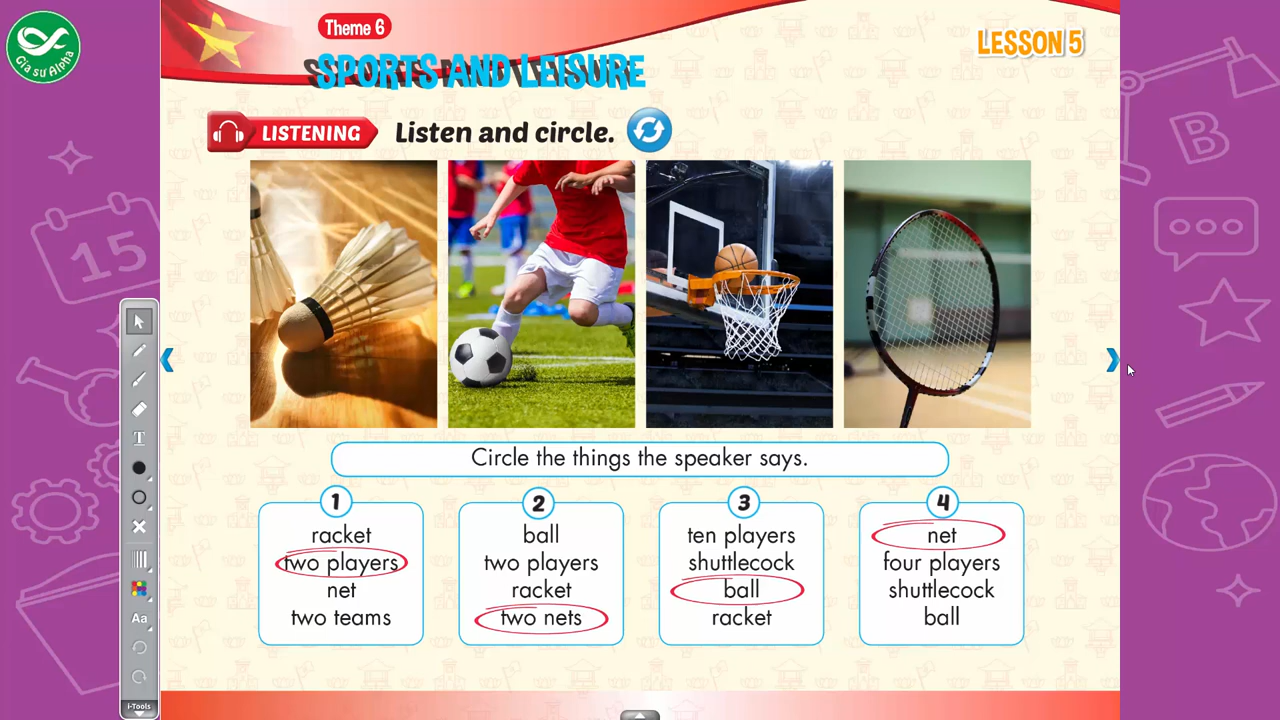 Gia sư Alpha
Theme 6
LESSON 5
SPORTS AND LEISURE
LISTENING Listen and circle.
B
15
Circle the things the speaker says.
1
racket
two players
net
two teams
2
ball
two players
racket
two nets
3
ten players
shuttlecock
ball
racket
4
net
four players
shuttlecock
ball
T
Aa
i-Tools